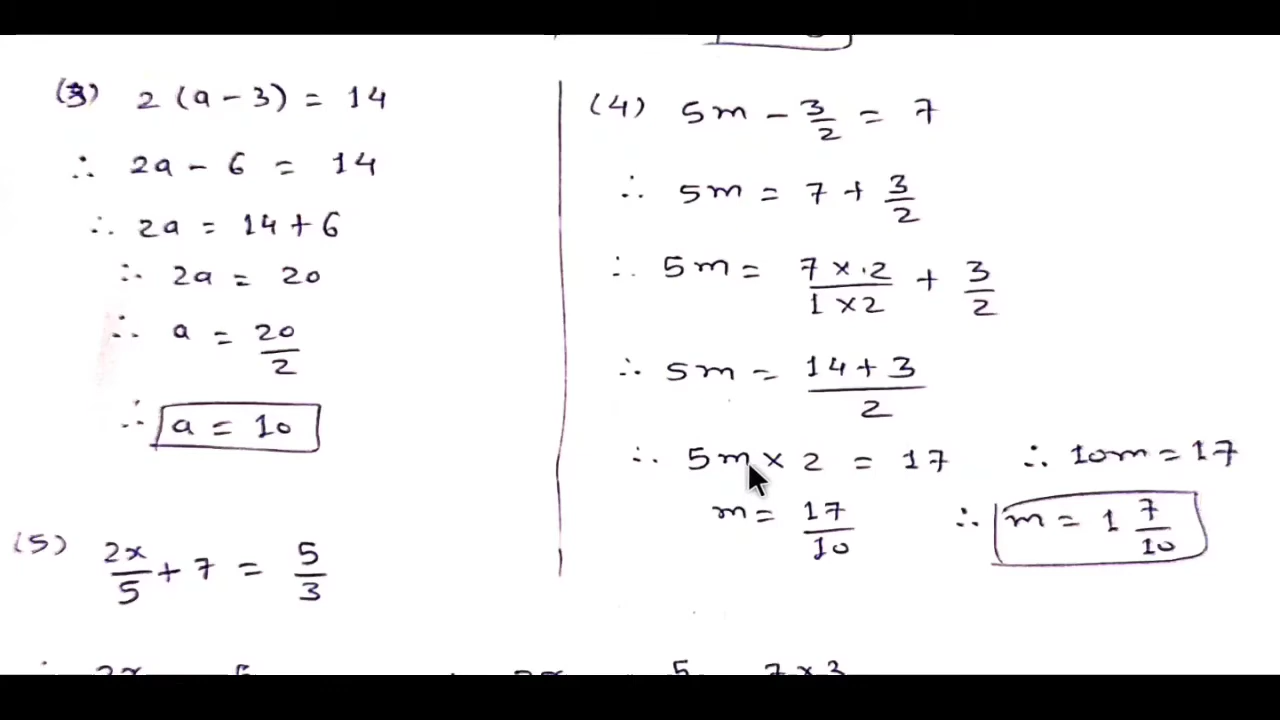 (3) 2 (a - 3) = 14
∴ 2a - 6 = 14
∴ 2a = 14 + 6
∴ 2a = 20
∴ a = 20/2
∴ a = 10
(4) 5m - 3/2 = 7
∴ 5m = 7 + 3/2
∴ 5m = 7 × 2 / 1 × 2 + 3/2
∴ 5m = 14 + 3 / 2
∴ 5m × 2 = 17 ∴ 10m = 17
m = 17/10 ∴ m = 1 7/10
(5) 2x/5 + 7 = 5/3